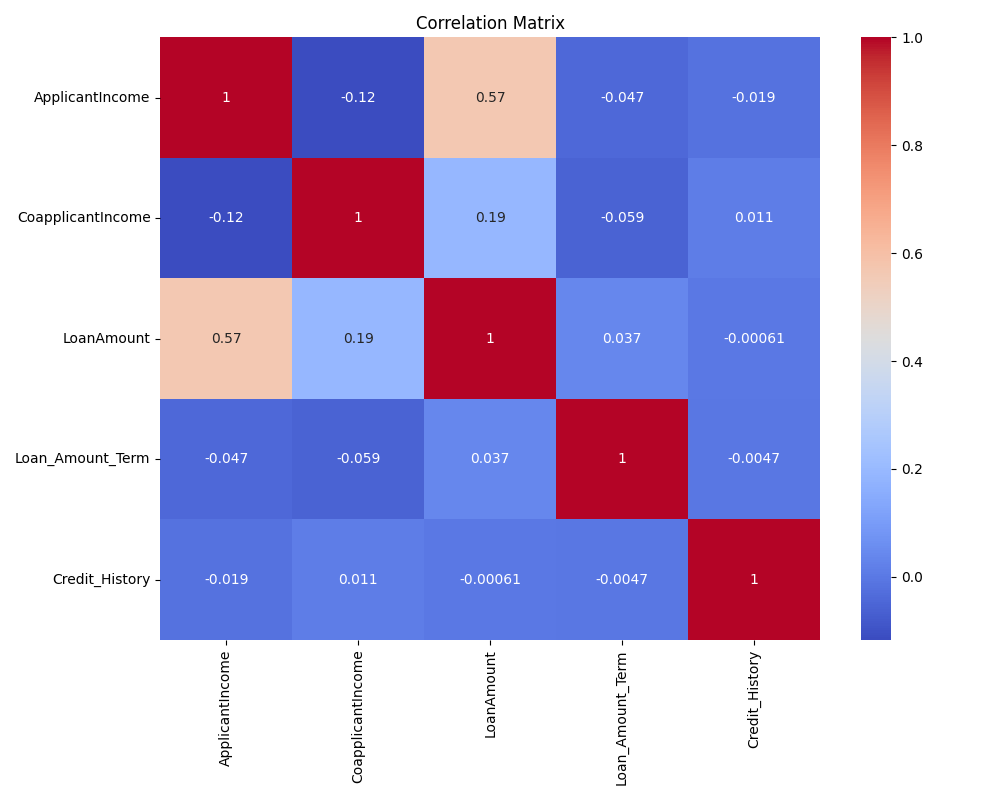 Correlation Matrix
ApplicantIncome 1 -0.12 0.57 -0.047 -0.019
CoapplicantIncome -0.12 1 0.19 -0.059 0.011
LoanAmount 0.57 0.19 1 0.037 -0.00061
Loan_Amount_Term -0.047 -0.059 0.037 1 -0.0047
Credit_History -0.019 0.011 -0.00061 -0.0047 1
ApplicantIncome
CoapplicantIncome
LoanAmount
Loan_Amount_Term
Credit_History
1.0
0.8
0.6
0.4
0.2
0.0